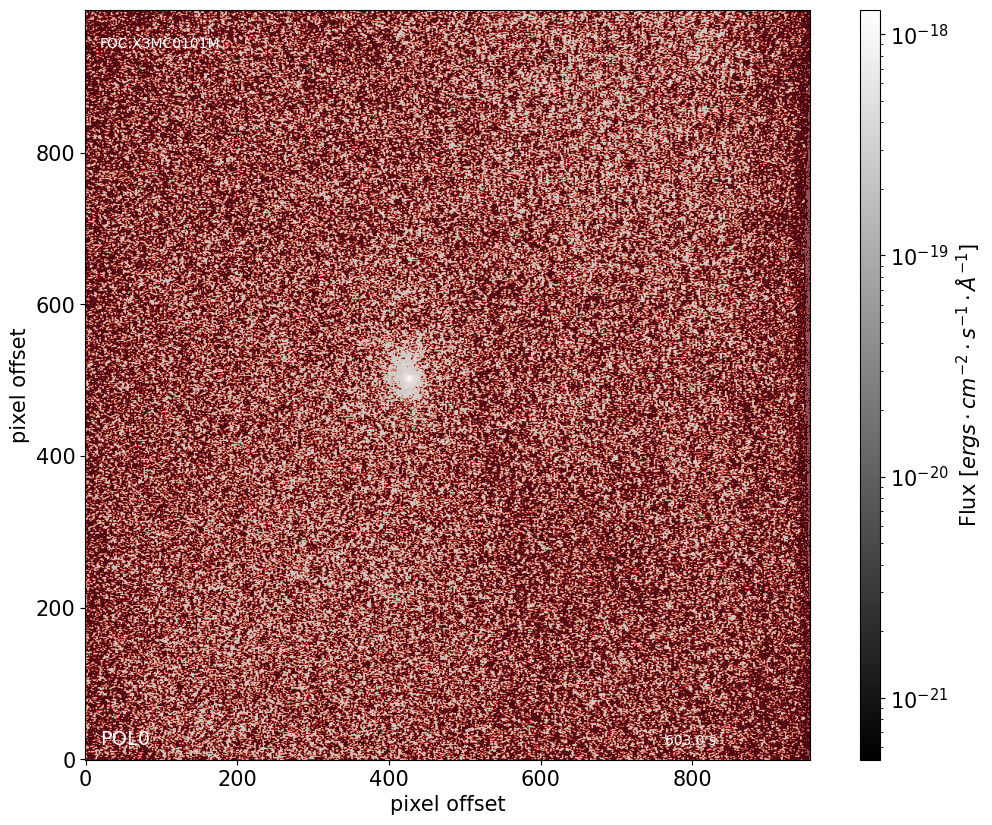 FOC:X3MC0101M
POL0
603.0 s
pixel offset
pixel offset
0
200
400
600
800
0
200
400
600
800
Flux [ergs · cm⁻² · s⁻¹ · Å⁻¹]
10⁻¹⁸
10⁻¹⁹
10⁻²⁰
10⁻²¹